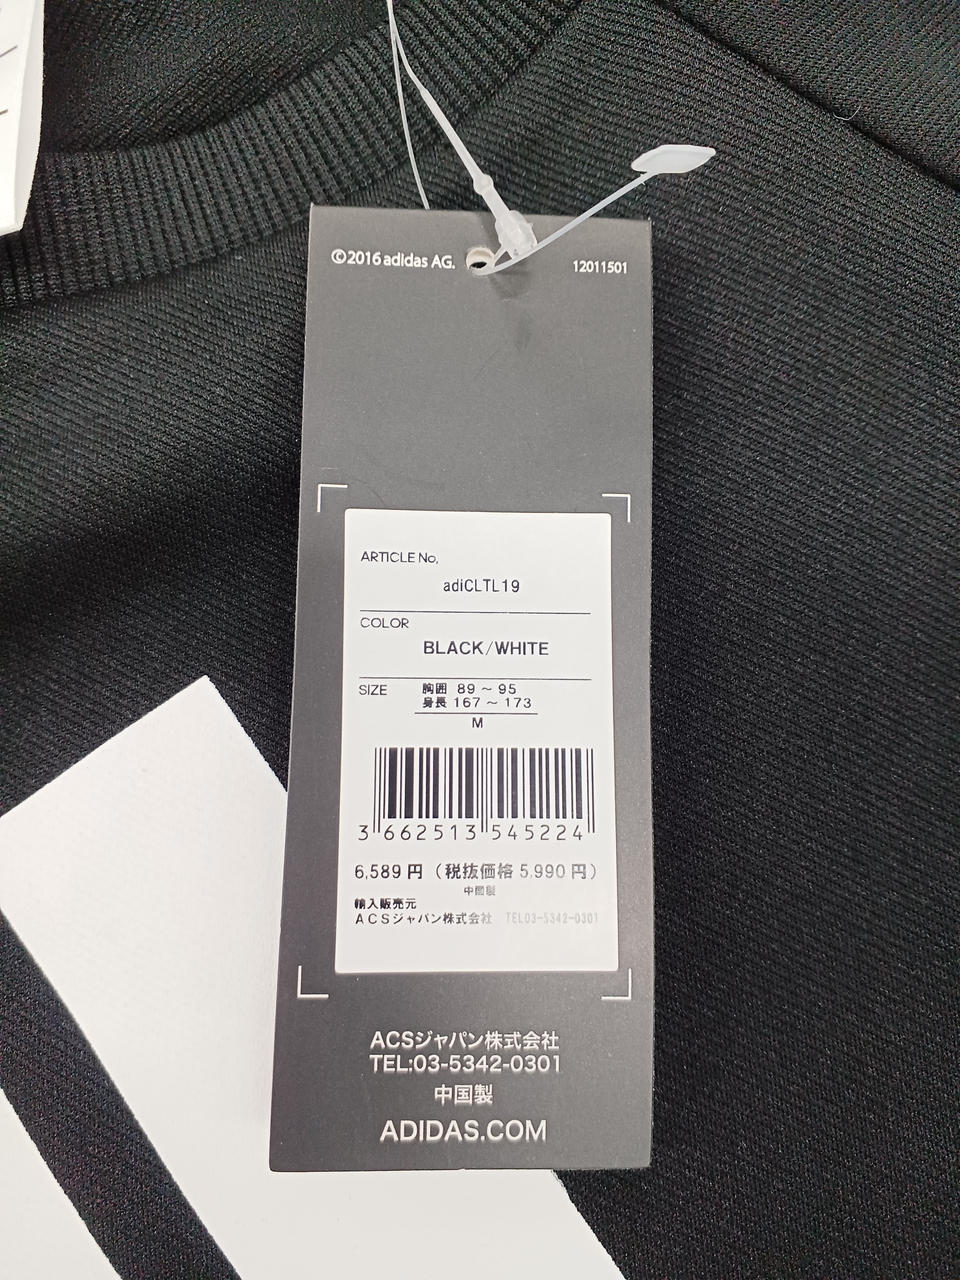 ©2016 adidas AG.
12011501
ARTICLE No,
adiCLTL19
COLOR
BLACK/WHITE
SIZE
胸囲 89 ~ 95
身長 167 ~ 173
M
3 662513 545224
6,589 円 (税抜価格 5,990 円)
中国製
輸入販売元
ACSジャパン株式会社 TEL03-5342-0301
ACSジャパン株式会社
TEL:03-5342-0301
中国製
ADIDAS.COM